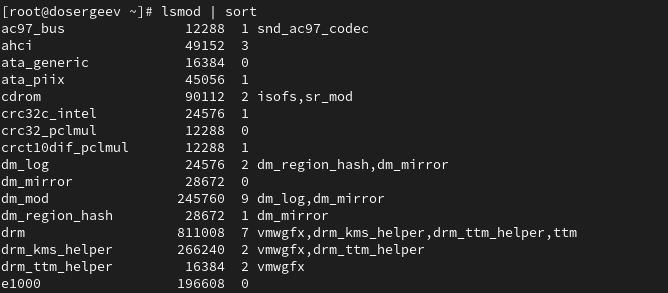 [root@dosergeev ~]# lsmod | sort
ac97_bus               12288  1 snd_ac97_codec
ahci                   49152  3
ata_generic            16384  0
ata_piix               45056  1
cdrom                  90112  2 isofs,sr_mod
crc32c_intel           24576  1
crc32_pclmul           12288  0
crct10dif_pclmul       12288  1
dm_log                 24576  2 dm_region_hash,dm_mirror
dm_mirror              28672  0
dm_mod                245760  9 dm_log,dm_mirror
dm_region_hash         28672  1 dm_mirror
drm                   811008  7 vmwgfx,drm_kms_helper,drm_ttm_helper,ttm
drm_kms_helper        266240  2 vmwgfx,drm_ttm_helper
drm_ttm_helper         16384  2 vmwgfx
e1000                 196608  0